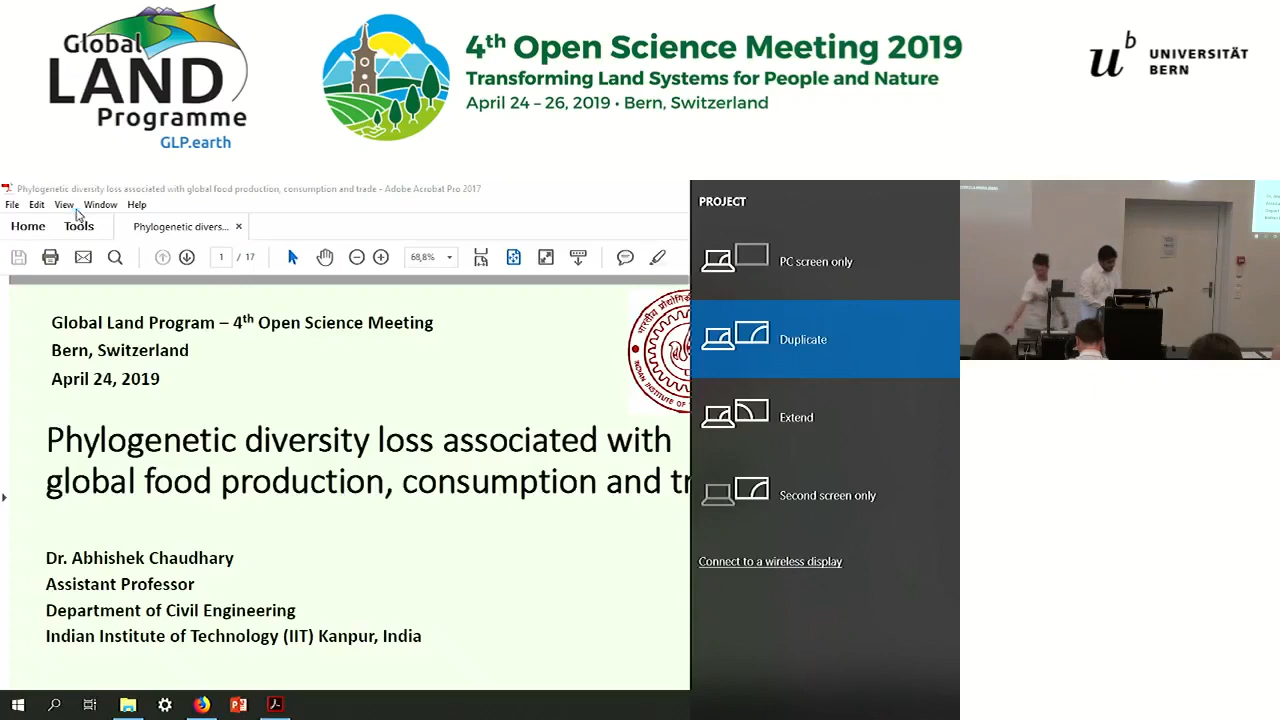 Global
LAND
Programme
GLP.earth
4th Open Science Meeting 2019
Transforming Land Systems for People and Nature
April 24 – 26, 2019 • Bern, Switzerland
u b
UNIVERSITÄT
BERN
Phylogenetic diversity loss associated with global food production, consumption and trade - Adobe Acrobat Pro 2017
File Edit View Window Help
Home Tools Phylogenetic divers... ×
1 / 17 68,8%
Global Land Program – 4th Open Science Meeting
Bern, Switzerland
April 24, 2019
Phylogenetic diversity loss associated with
global food production, consumption and tr
Dr. Abhishek Chaudhary
Assistant Professor
Department of Civil Engineering
Indian Institute of Technology (IIT) Kanpur, India
PROJECT
PC screen only
Duplicate
Extend
Second screen only
Connect to a wireless display